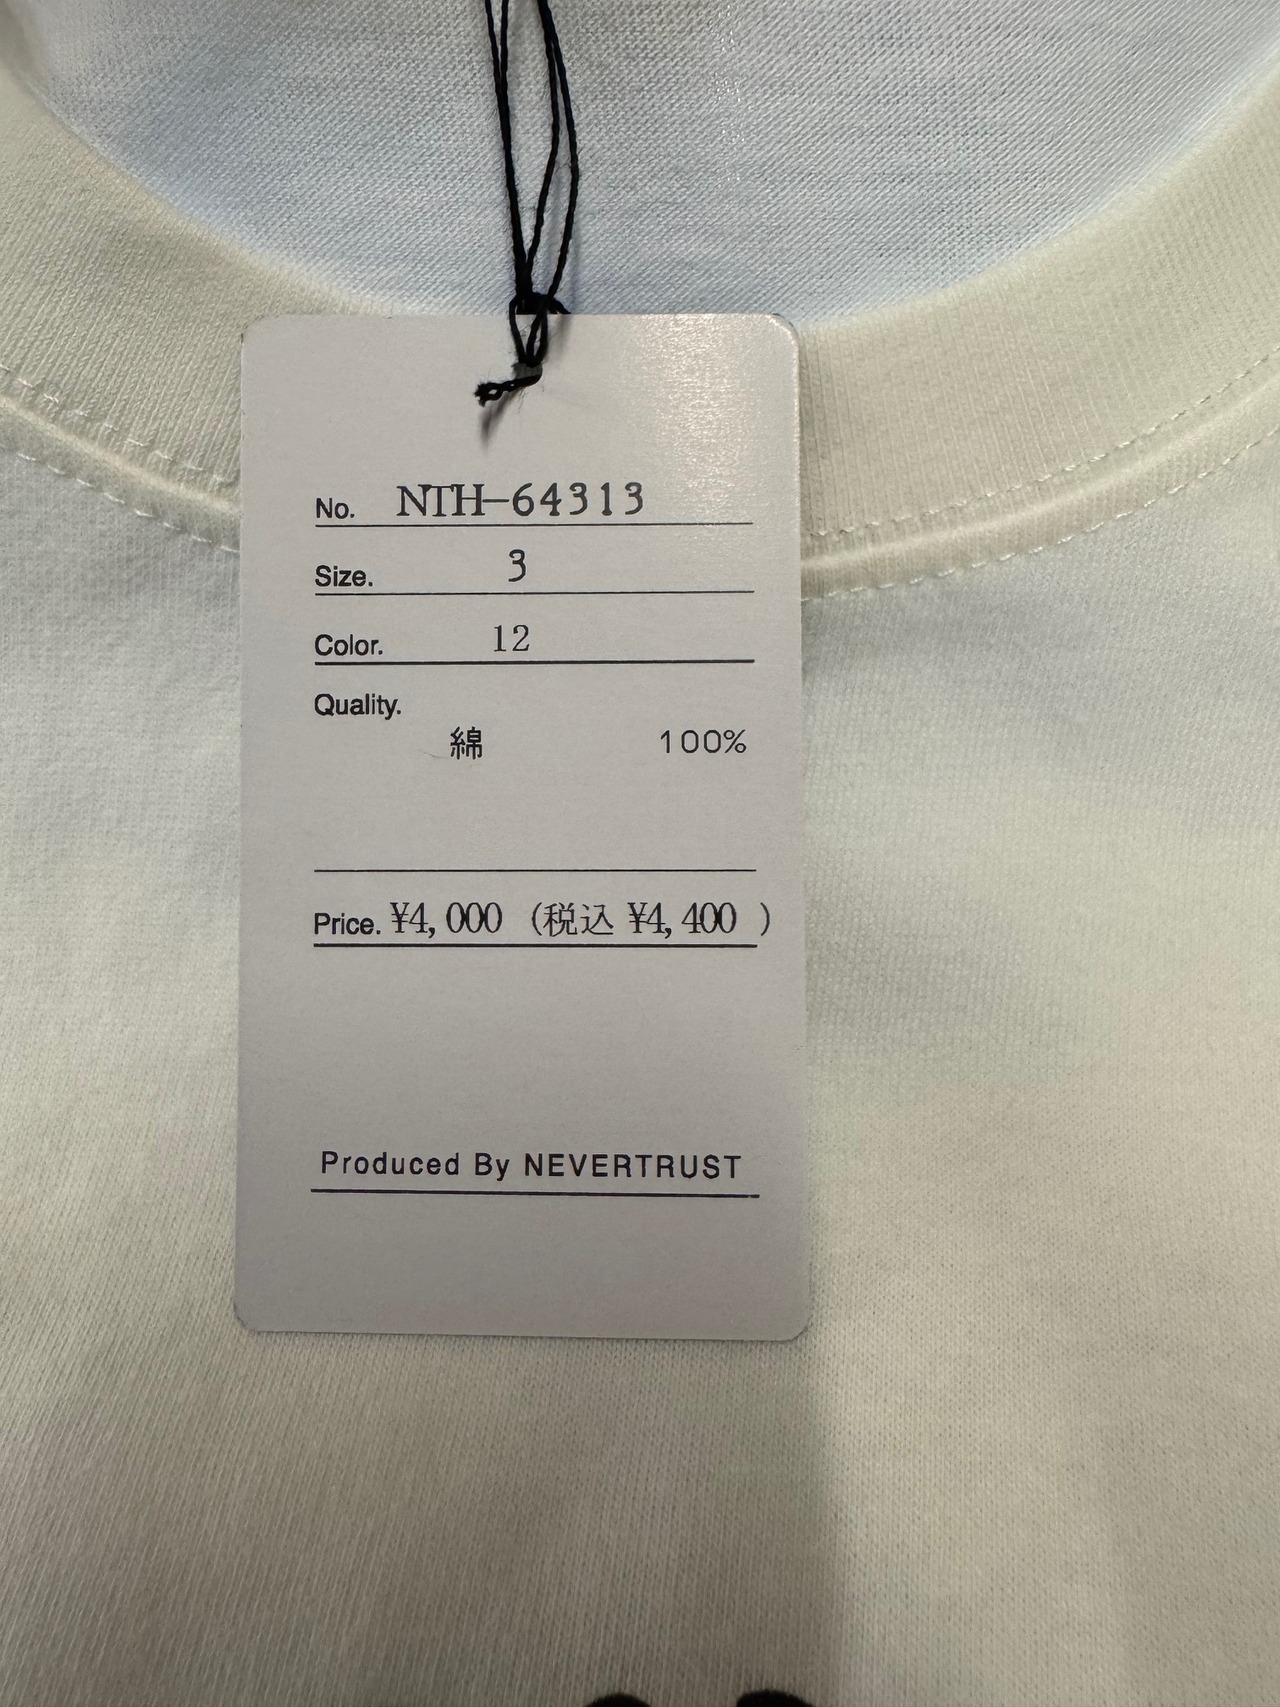 No. NTH-64313
Size. 3
Color. 12
Quality.
綿 100%
Price. ¥4,000 (税込 ¥4,400 )
Produced By NEVERTRUST